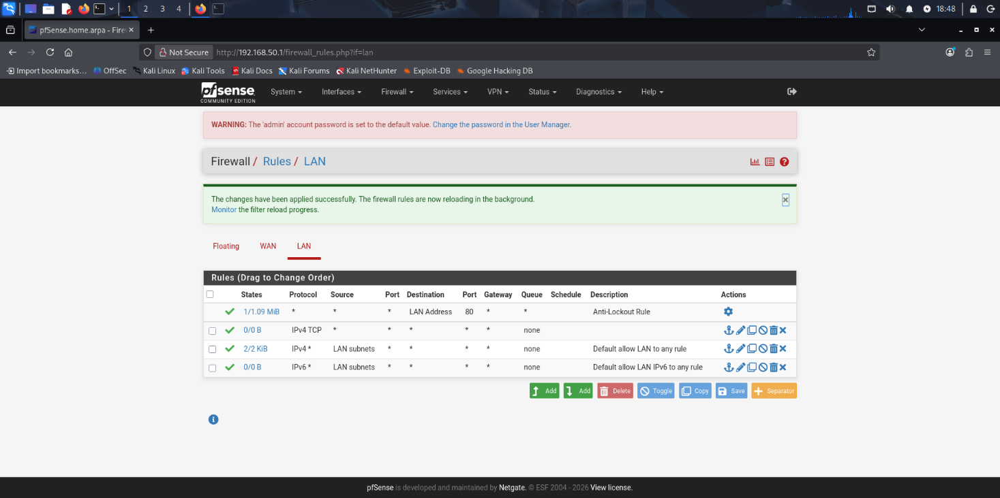 1 2 3 4 18:48
pfSense.home.arpa - Fire
Not Secure http://192.168.50.1/firewall_rules.php?if=lan
Import bookmarks... OffSec Kali Linux Kali Tools Kali Docs Kali Forums Kali NetHunter Exploit-DB Google Hacking DB
pfsense System Interfaces Firewall Services VPN Status Diagnostics Help
COMMUNITY EDITION
WARNING: The 'admin' account password is set to the default value. Change the password in the User Manager.
Firewall / Rules / LAN
The changes have been applied successfully. The firewall rules are now reloading in the background.
Monitor the filter reload progress.
Floating WAN LAN
Rules (Drag to Change Order)
States Protocol Source Port Destination Port Gateway Queue Schedule Description Actions
1/1.09 MiB * * * LAN Address 80 * * Anti-Lockout Rule
0/0 B IPv4 TCP * * * * * none
2/2 KiB IPv4 * LAN subnets * * * * none Default allow LAN to any rule
0/0 B IPv6 * LAN subnets * * * * none Default allow LAN IPv6 to any rule
Add Add Delete Toggle Copy Save Separator
pfSense is developed and maintained by Netgate. © ESF 2004 - 2026 View license.